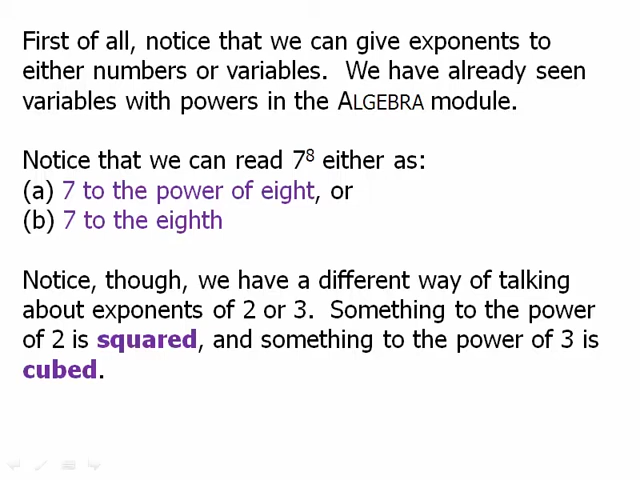 First of all, notice that we can give exponents to
either numbers or variables. We have already seen
variables with powers in the ALGEBRA module.
Notice that we can read 7⁸ either as:
(a) 7 to the power of eight, or
(b) 7 to the eighth
Notice, though, we have a different way of talking
about exponents of 2 or 3. Something to the power
of 2 is squared, and something to the power of 3 is
cubed.